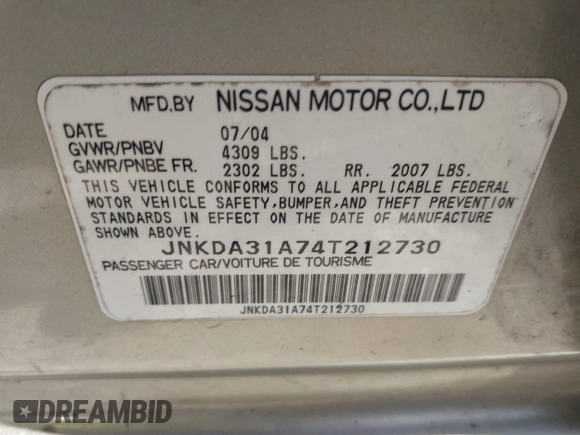 MFD.BY NISSAN MOTOR CO.,LTD
DATE 07/04
GVWR/PNBV 4309 LBS.
GAWR/PNBE FR. 2302 LBS. RR. 2007 LBS.
THIS VEHICLE CONFORMS TO ALL APPLICABLE FEDERAL
MOTOR VEHICLE SAFETY,BUMPER,AND THEFT PREVENTION
STANDARDS IN EFFECT ON THE DATE OF MANUFACTURE
SHOWN ABOVE. JNKDA31A74T212730
PASSENGER CAR/VOITURE DE TOURISME
JNKDA31A74T212730
DREAMBID